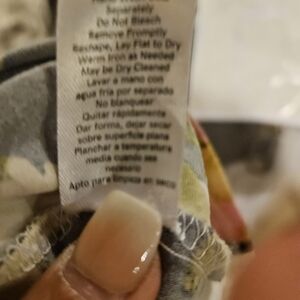 Separately
Do Not Bleach
Remove Promptly
Reshape, Lay Flat to Dry
Warm Iron as Needed
May be Dry Cleaned
Lavar a mano con
agua fria por separado
No blanquear
Quitar rápidamente
Dar forma, dejar secar
sobre superficie plana
Planchar a temperatura
media cuando sea
necesario
Apto para limpieza en seco